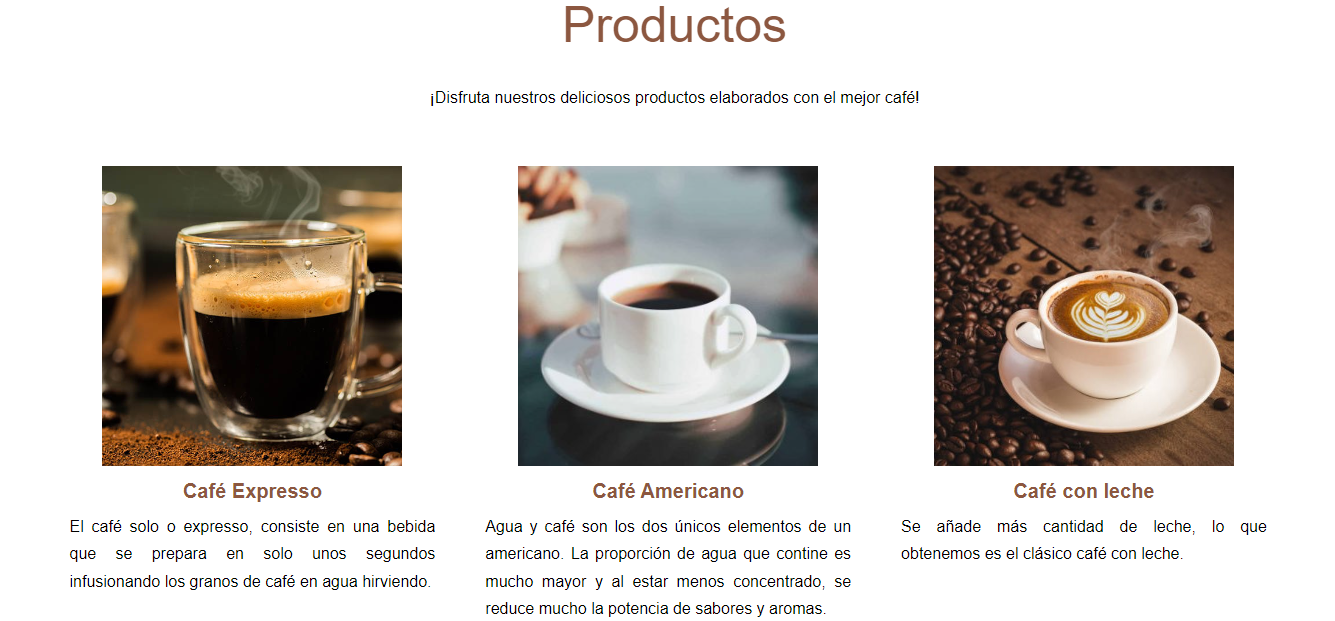 Productos
¡Disfruta nuestros deliciosos productos elaborados con el mejor café!
Café Expresso
El café solo o expresso, consiste en una bebida
que se prepara en solo unos segundos
infusionando los granos de café en agua hirviendo.
Café Americano
Agua y café son los dos únicos elementos de un
americano. La proporción de agua que contine es
mucho mayor y al estar menos concentrado, se
reduce mucho la potencia de sabores y aromas.
Café con leche
Se añade más cantidad de leche, lo que
obtenemos es el clásico café con leche.